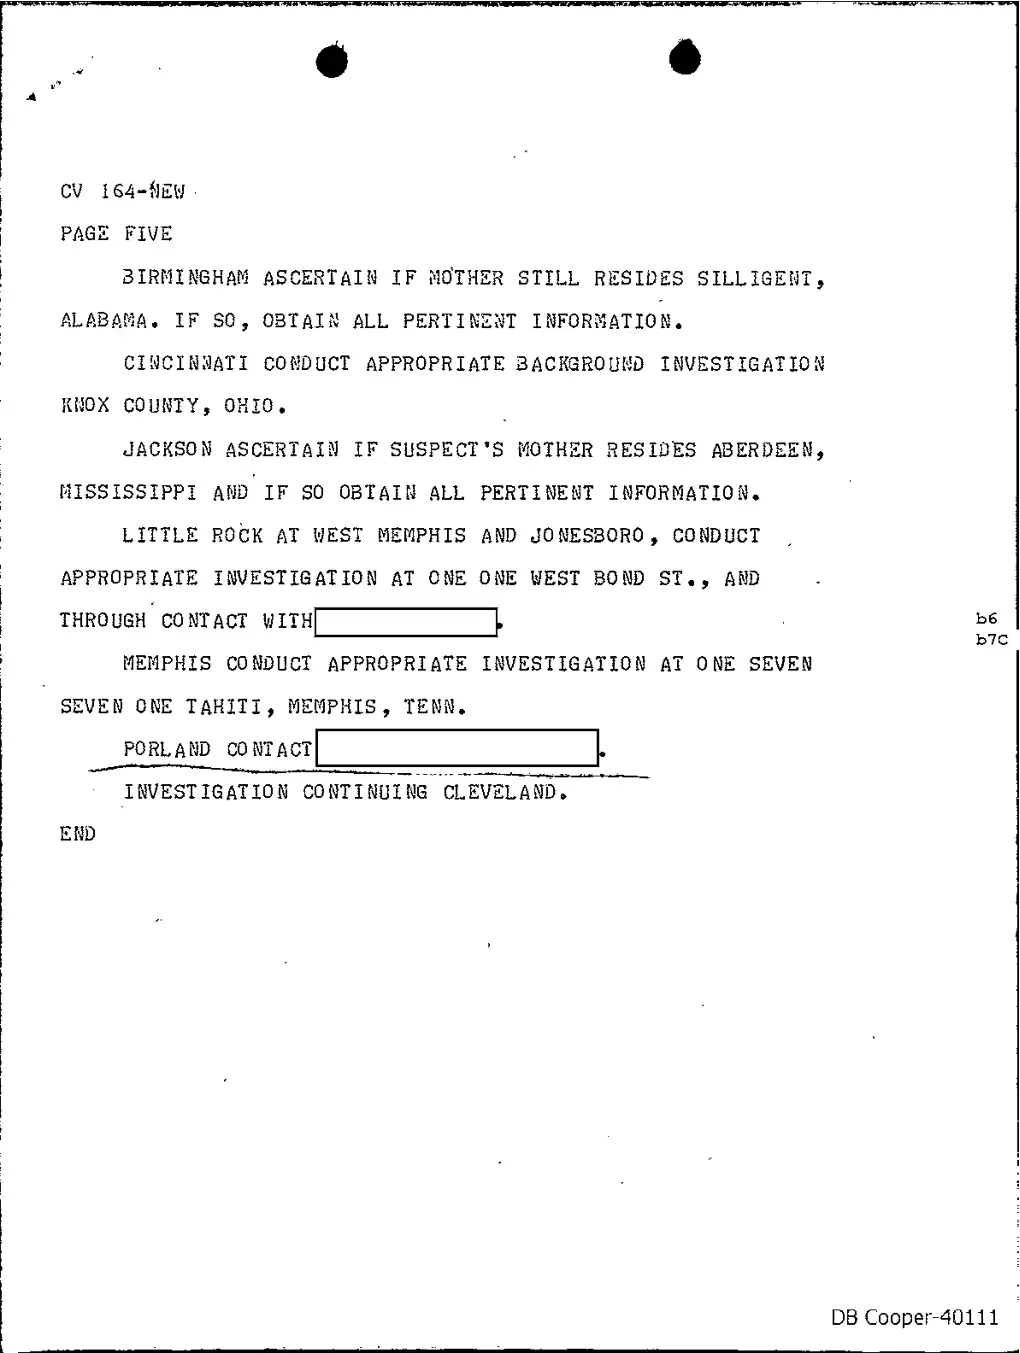 CV 164-NEW
PAGE FIVE
BIRMINGHAM ASCERTAIN IF MOTHER STILL RESIDES SILLIGENT,
ALABAMA. IF SO, OBTAIN ALL PERTINENT INFORMATION.
CINCINNATI CONDUCT APPROPRIATE BACKGROUND INVESTIGATION
KNOX COUNTY, OHIO.
JACKSON ASCERTAIN IF SUSPECT'S MOTHER RESIDES ABERDEEN,
MISSISSIPPI AND IF SO OBTAIN ALL PERTINENT INFORMATION.
LITTLE ROCK AT WEST MEMPHIS AND JONESBORO, CONDUCT
APPROPRIATE INVESTIGATION AT ONE ONE WEST BOND ST., AND
THROUGH CONTACT WITH .
b6
b7C
MEMPHIS CONDUCT APPROPRIATE INVESTIGATION AT ONE SEVEN
SEVEN ONE TAHITI, MEMPHIS, TENN.
PORLAND CONTACT .
INVESTIGATION CONTINUING CLEVELAND.
END
DB Cooper-40111